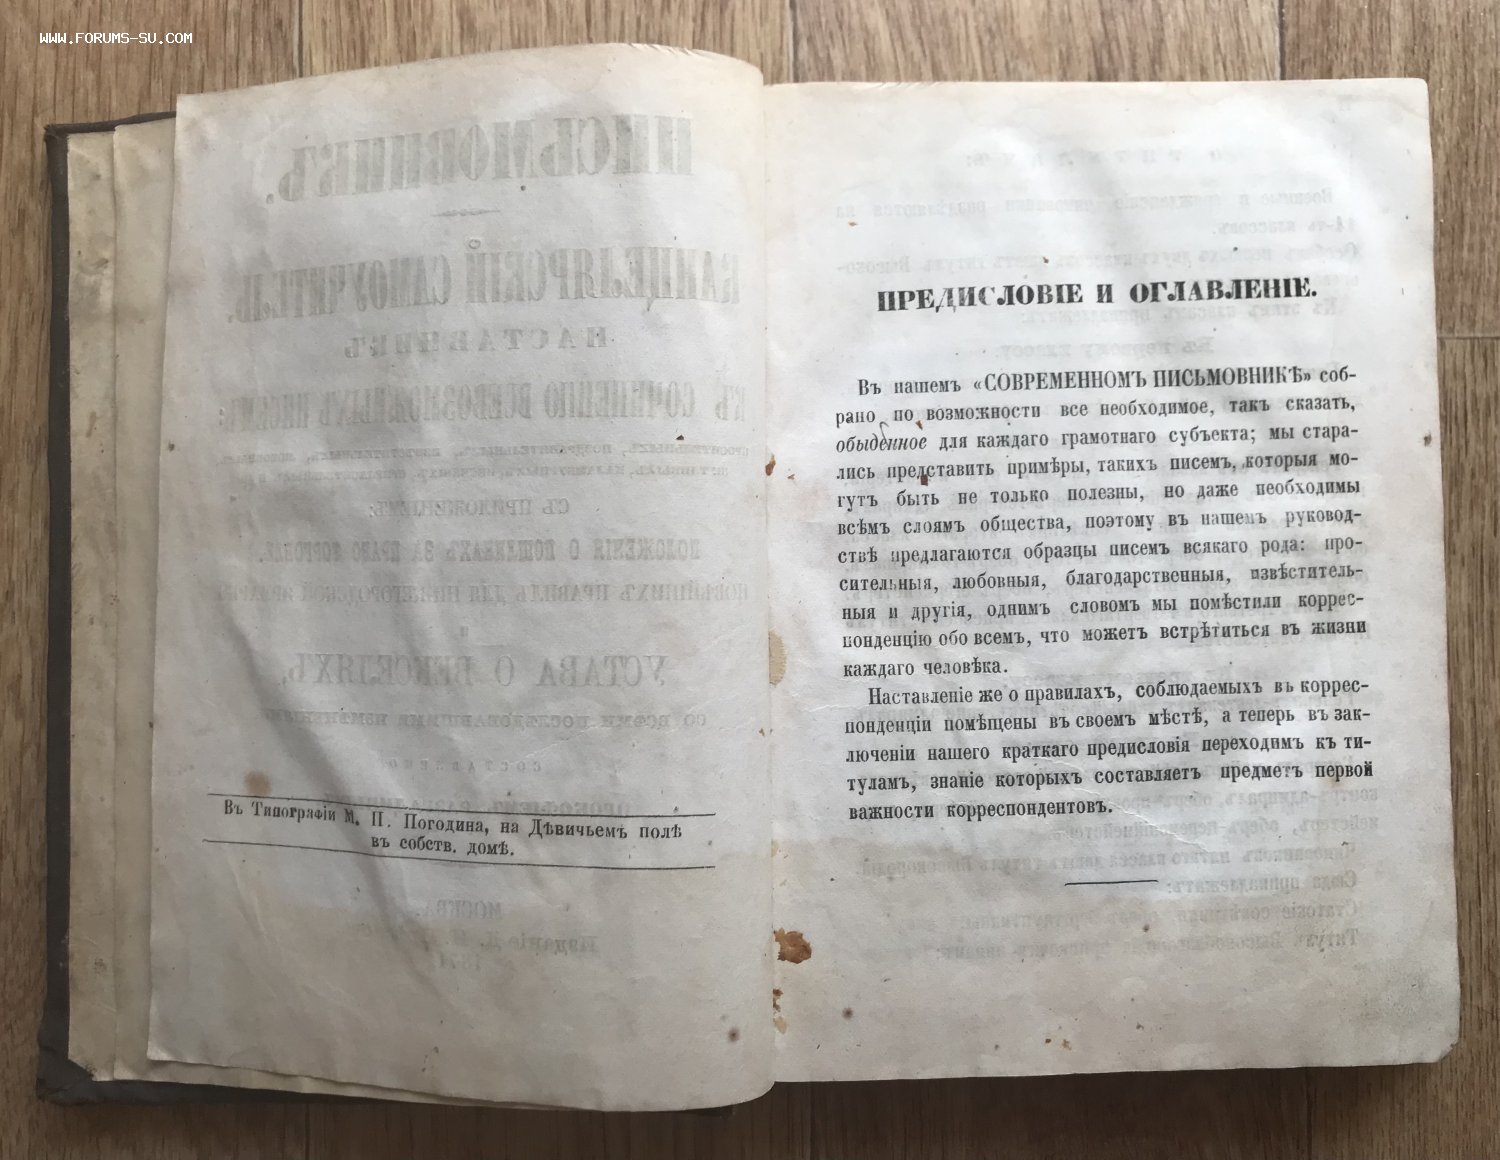 WWW.FORUMS-SU.COM
Въ Типографіи М. П. Погодина, на Дѣвичьемъ полѣ
въ собств. домѣ.
ПРЕДИСЛОВІЕ И ОГЛАВЛЕНІЕ.
Въ нашемъ «СОВРЕМЕННОМЪ ПИСЬМОВНИКѢ» соб-
рано по возможности все необходимое, такъ сказать,
обыденное для каждаго грамотнаго субъекта; мы стара-
лись представить примѣры, такихъ писемъ, которыя мо-
гутъ быть не только полезны, но даже необходимы
всѣмъ слоямъ общества, поэтому въ нашемъ руковод-
ствѣ предлагаются образцы писемъ всякаго рода: про-
сительныя, любовныя, благодарственныя, извѣститель-
ныя и другія, однимъ словомъ мы помѣстили коррес-
понденцію обо всемъ, что можетъ встрѣтиться въ жизни
каждаго человѣка.
Наставленіе же о правилахъ, соблюдаемыхъ въ коррес-
понденціи помѣщены въ своемъ мѣстѣ, а теперь въ зак-
люченіи нашего краткаго предисловія переходимъ къ ти-
туламъ, знаніе которыхъ составляетъ предметъ первой
важности корреспондентовъ.